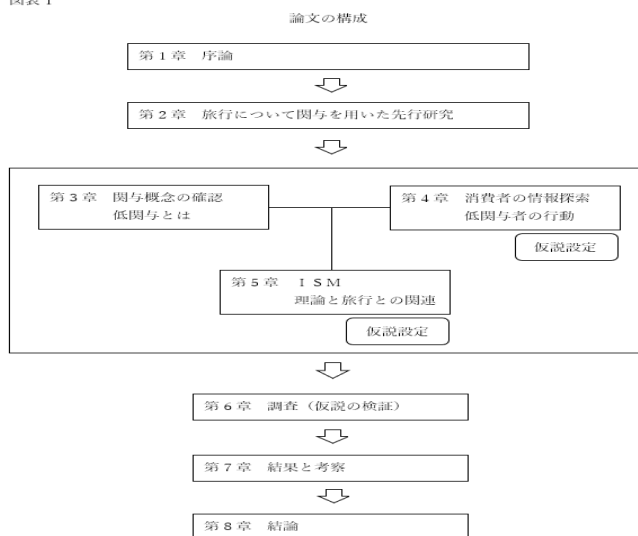 図表1
論文の構成
第1章 序論
第2章 旅行について関与を用いた先行研究
第3章 関与概念の確認
低関与とは
第4章 消費者の情報探索
低関与者の行動
仮説設定
第5章 ISM
理論と旅行との関連
仮説設定
第6章 調査（仮説の検証）
第7章 結果と考察
第8章 結論